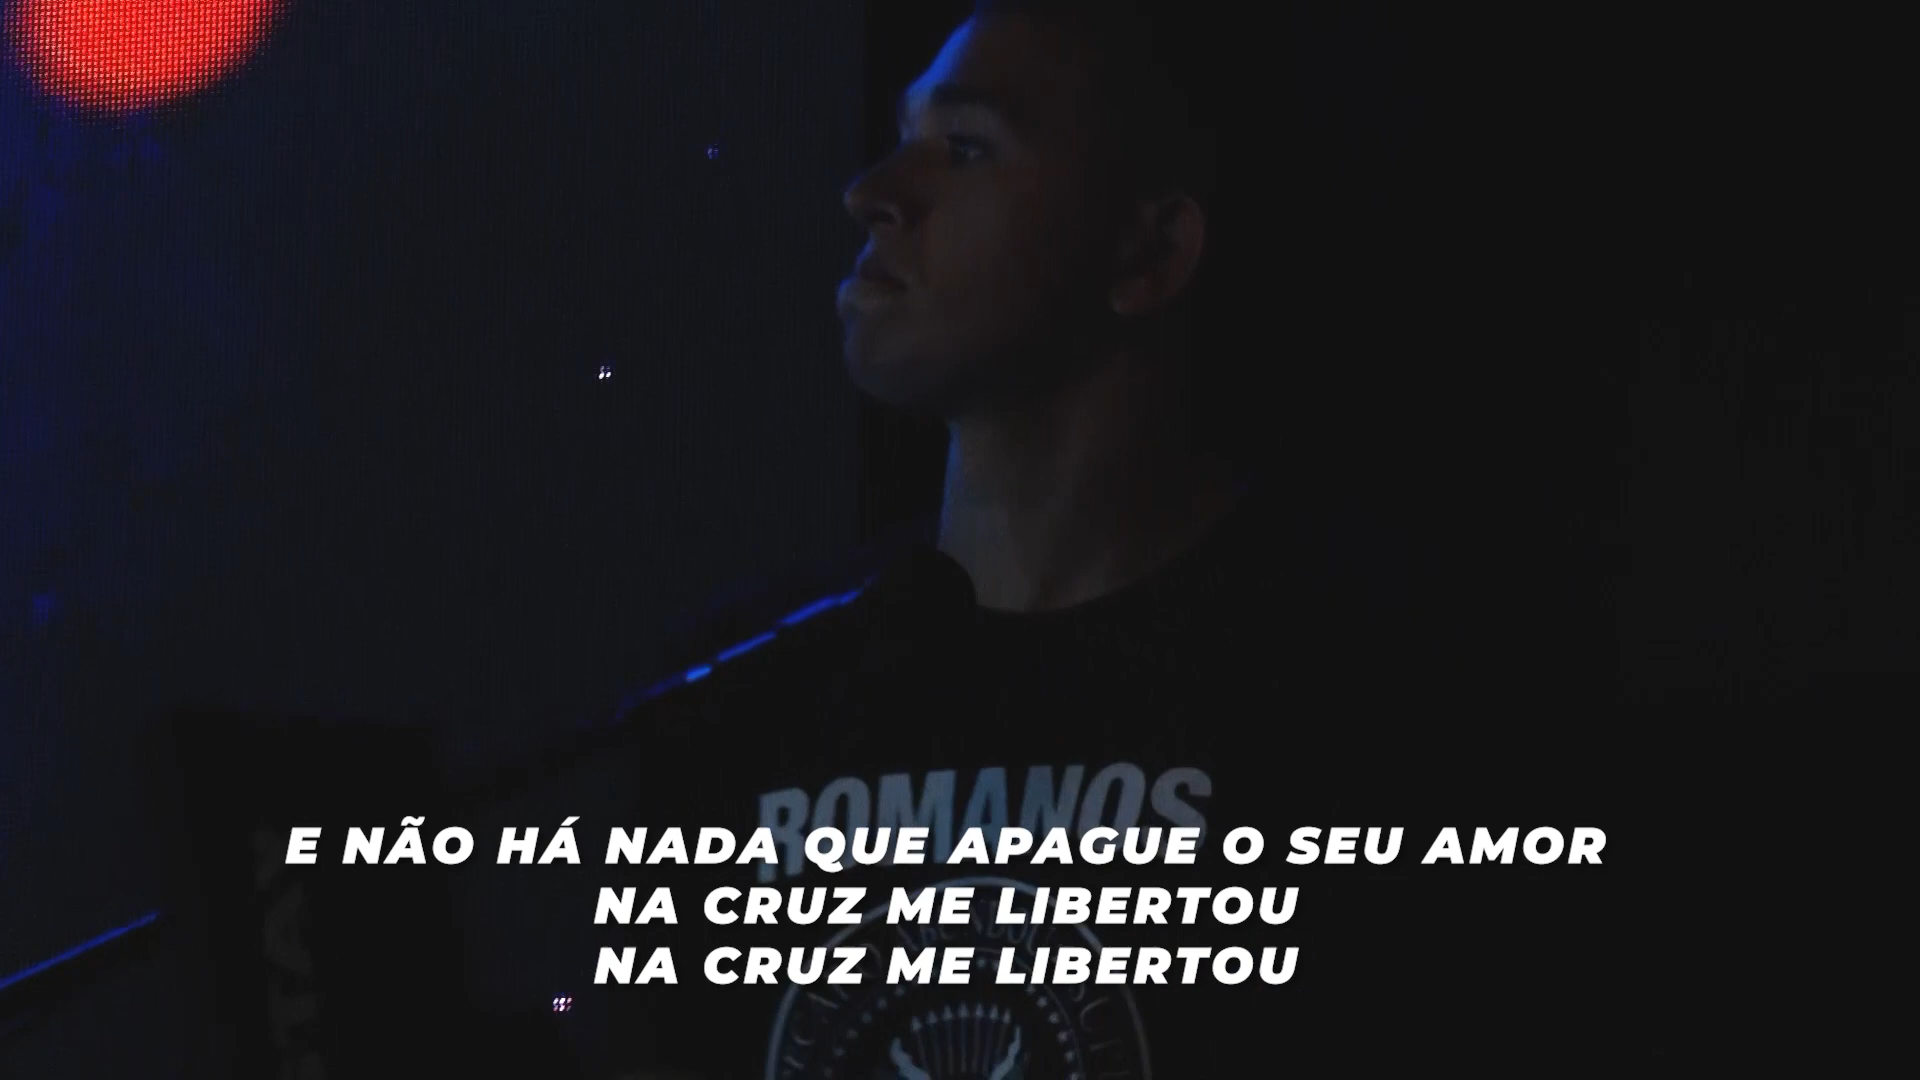 ROMANOS
E NÃO HÁ NADA QUE APAGUE O SEU AMOR
NA CRUZ ME LIBERTOU
NA CRUZ ME LIBERTOU